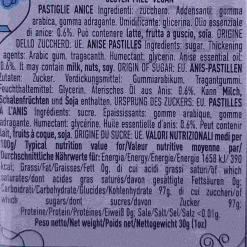 PASTIGLIE ANICE Ingredienti: zucchero. Addensanti: gomma
arabica, gomma adragante. Umidificante: glicerina. Olio essenziale
di anice: 0.6%. Può contenere latte, frutta a guscio, soia. ORIGINE
DELLO ZUCCHERO: UE. ANISE PASTILLES Ingredients: sugar. Thickening
agents: Arabic gum, tragacanth. Humectant: glycerin. Anise essential oil:
0.6%. It may contain milk, nuts, soy. SUGAR ORIGIN: EU. ANIS-PASTILLEN
Zutaten: Zucker. Verdickungsmittel: Gummiarabikum, Tragantgummi.
Feuchthaltemittel: Glyzerin, Ätherisches Öl aus Anis: 0.6%. Kann Milch,
Schalenfrüchten und Soja enthalten. URSPRUNG DES ZUCKERS: EU. PASTILLES
À L'ANIS Ingrédients: sucre. Epaississants: gomme arabique, gomme
adragante. Humectant: glycérine. Huile essentielle d'anis: 0.6%. Peut contenir
lait, fruits à coque, soja. ORIGINE DU SUCRE: UE. VALORI NUTRIZIONALI medi per
100g/ Nutrition value typical value for/Valeur nutritive moyenne par/
Durchschnittliche Nährwerte für: Energia/Energy/Energie/Energie 1658 kJ/ 390
kcal; Grassi/Fat/Graisses/Fett 0g, di cui acidi grassi saturi/of which
saturated/dont acides gras saturés/davon gesättigte Fettsäuren 0g;
Carboidrati/Carbohydrate/Glucides/Kohlenhydrate 97g, di cui zuccheri/of
which sugars/dont sucres/davon Zucker 97g;
Proteine/Protein/Protéines/Eiweiß 0g, Sale/Salt/Sel/Salz <0.01g.
Peso netto/Net weight/Poids net/Nettogewicht 30g (1oz)